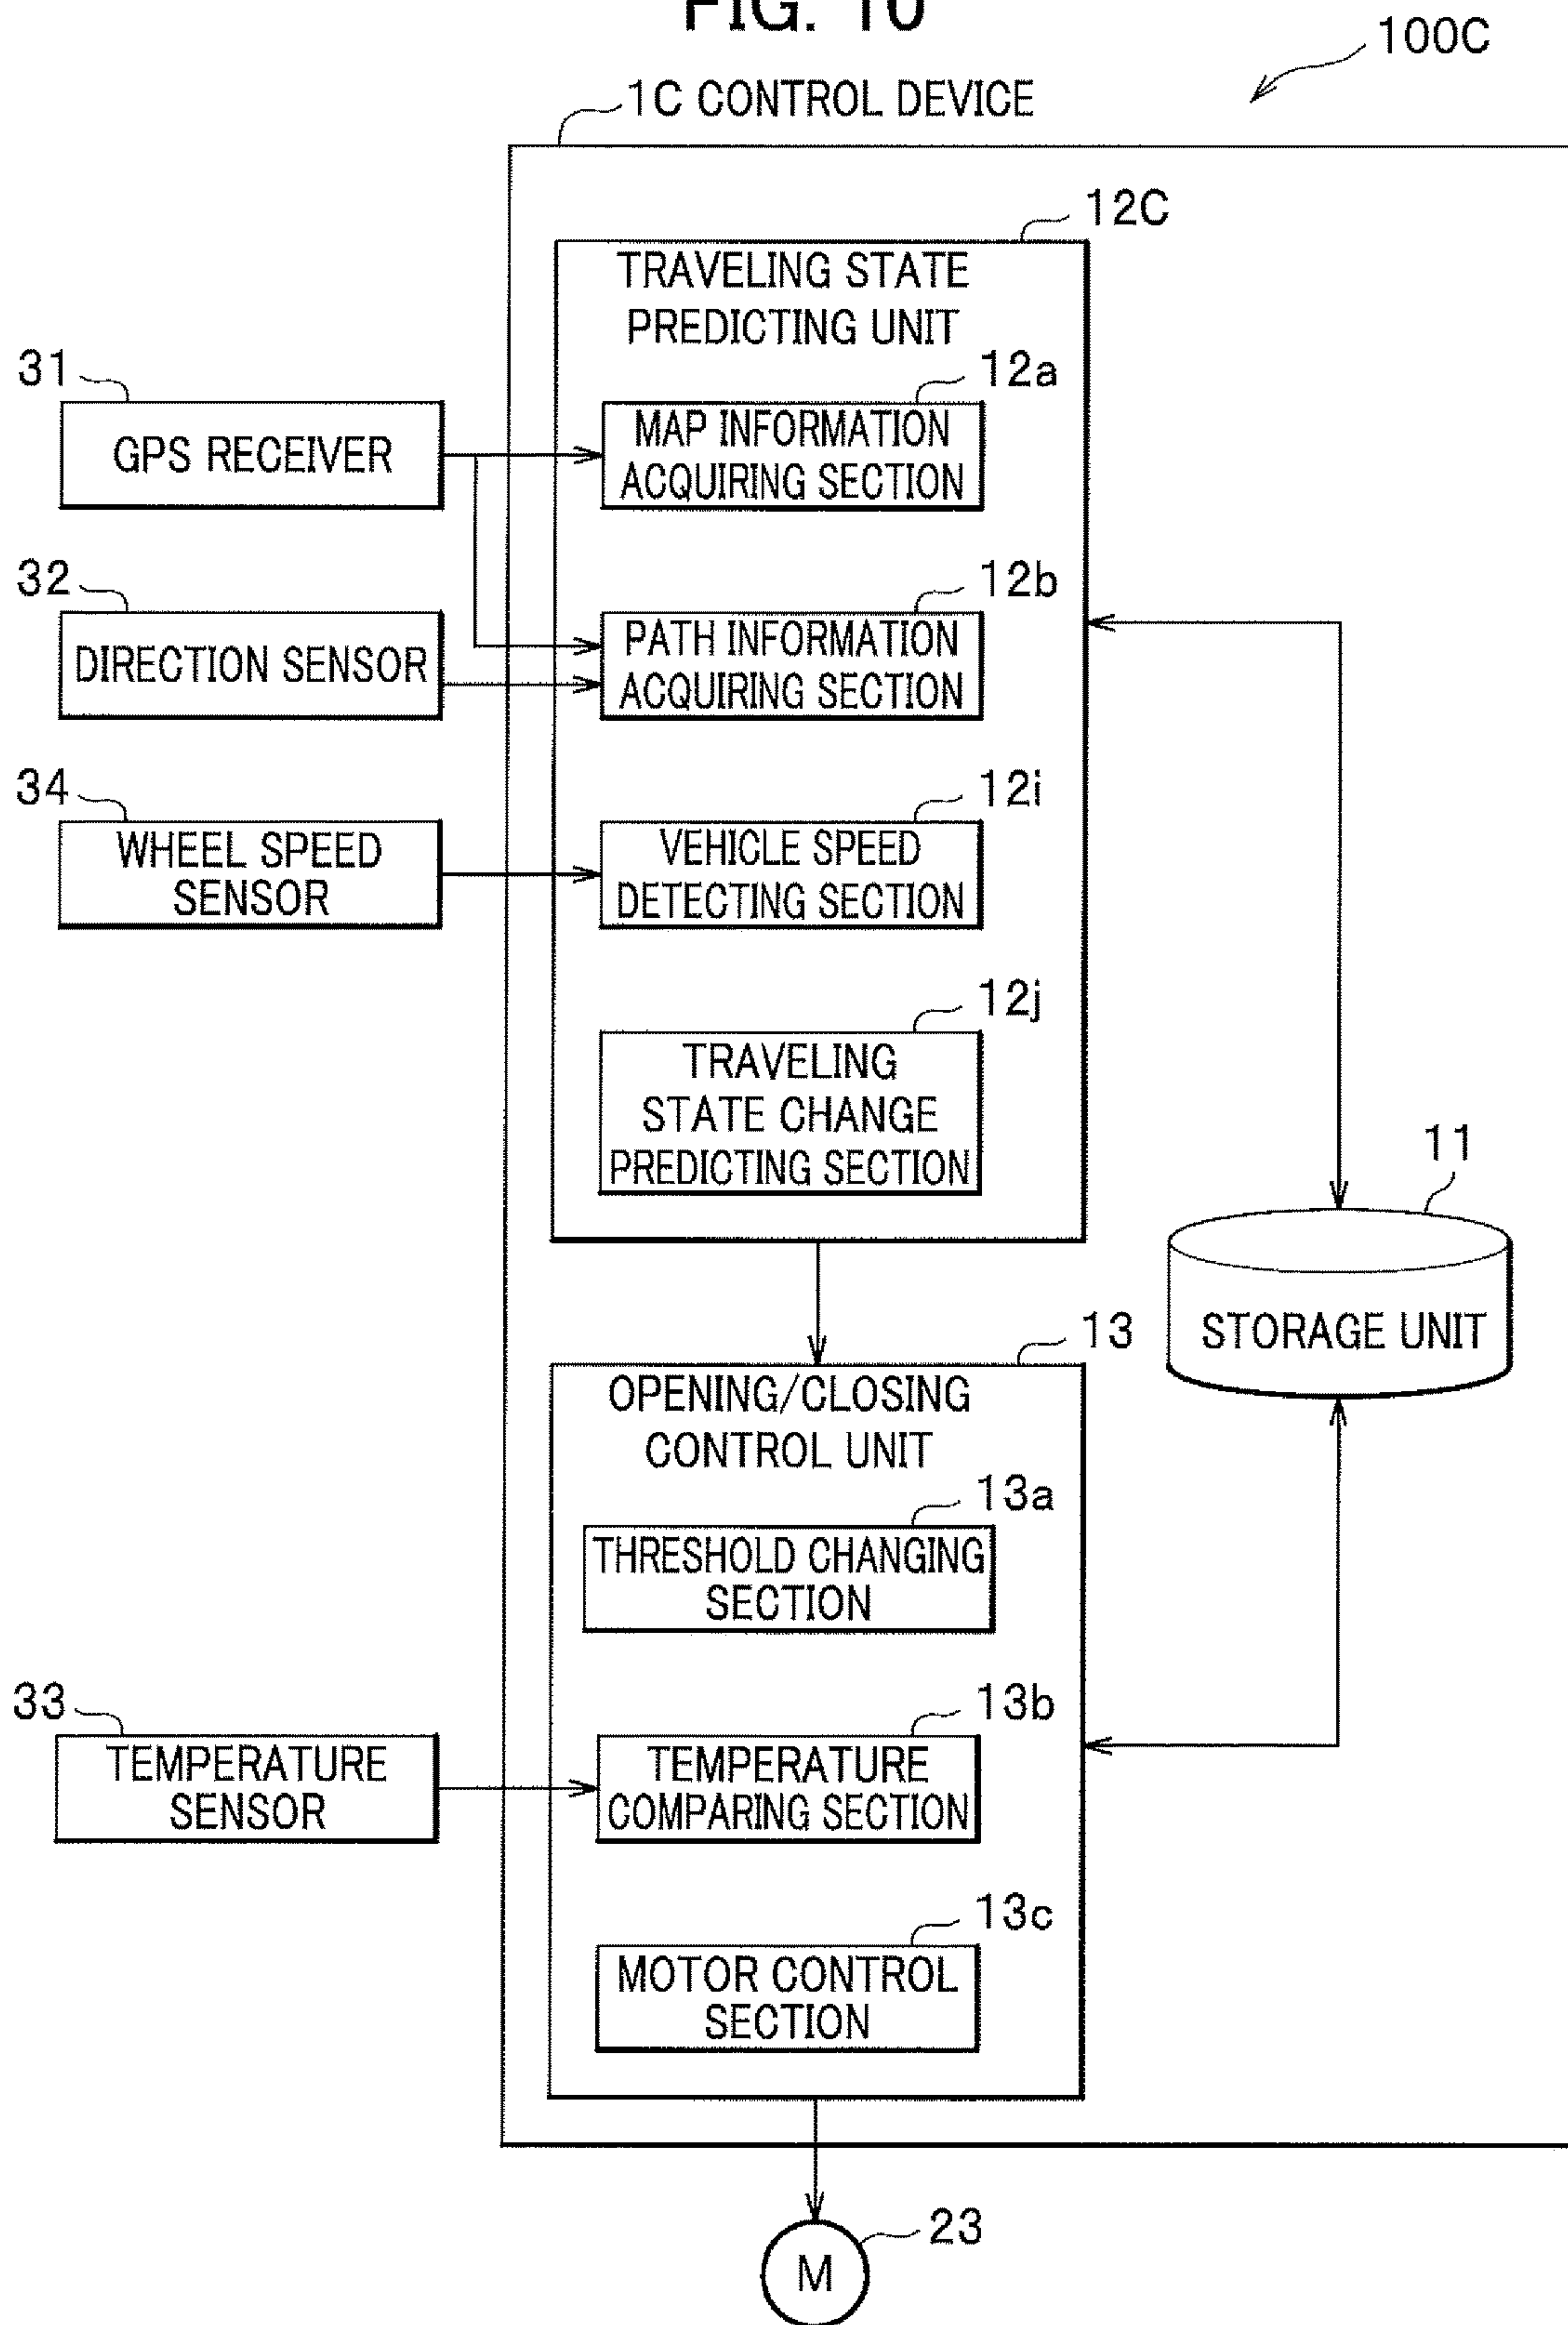 FIG. 10
100C
1C CONTROL DEVICE
12C
TRAVELING STATE
PREDICTING UNIT
31
GPS RECEIVER
12a
MAP INFORMATION
ACQUIRING SECTION
32
DIRECTION SENSOR
12b
PATH INFORMATION
ACQUIRING SECTION
34
WHEEL SPEED
SENSOR
12i
VEHICLE SPEED
DETECTING SECTION
12j
TRAVELING
STATE CHANGE
PREDICTING SECTION
11
STORAGE UNIT
13
OPENING/CLOSING
CONTROL UNIT
13a
THRESHOLD CHANGING
SECTION
33
TEMPERATURE
SENSOR
13b
TEMPERATURE
COMPARING SECTION
13c
MOTOR CONTROL
SECTION
23
M